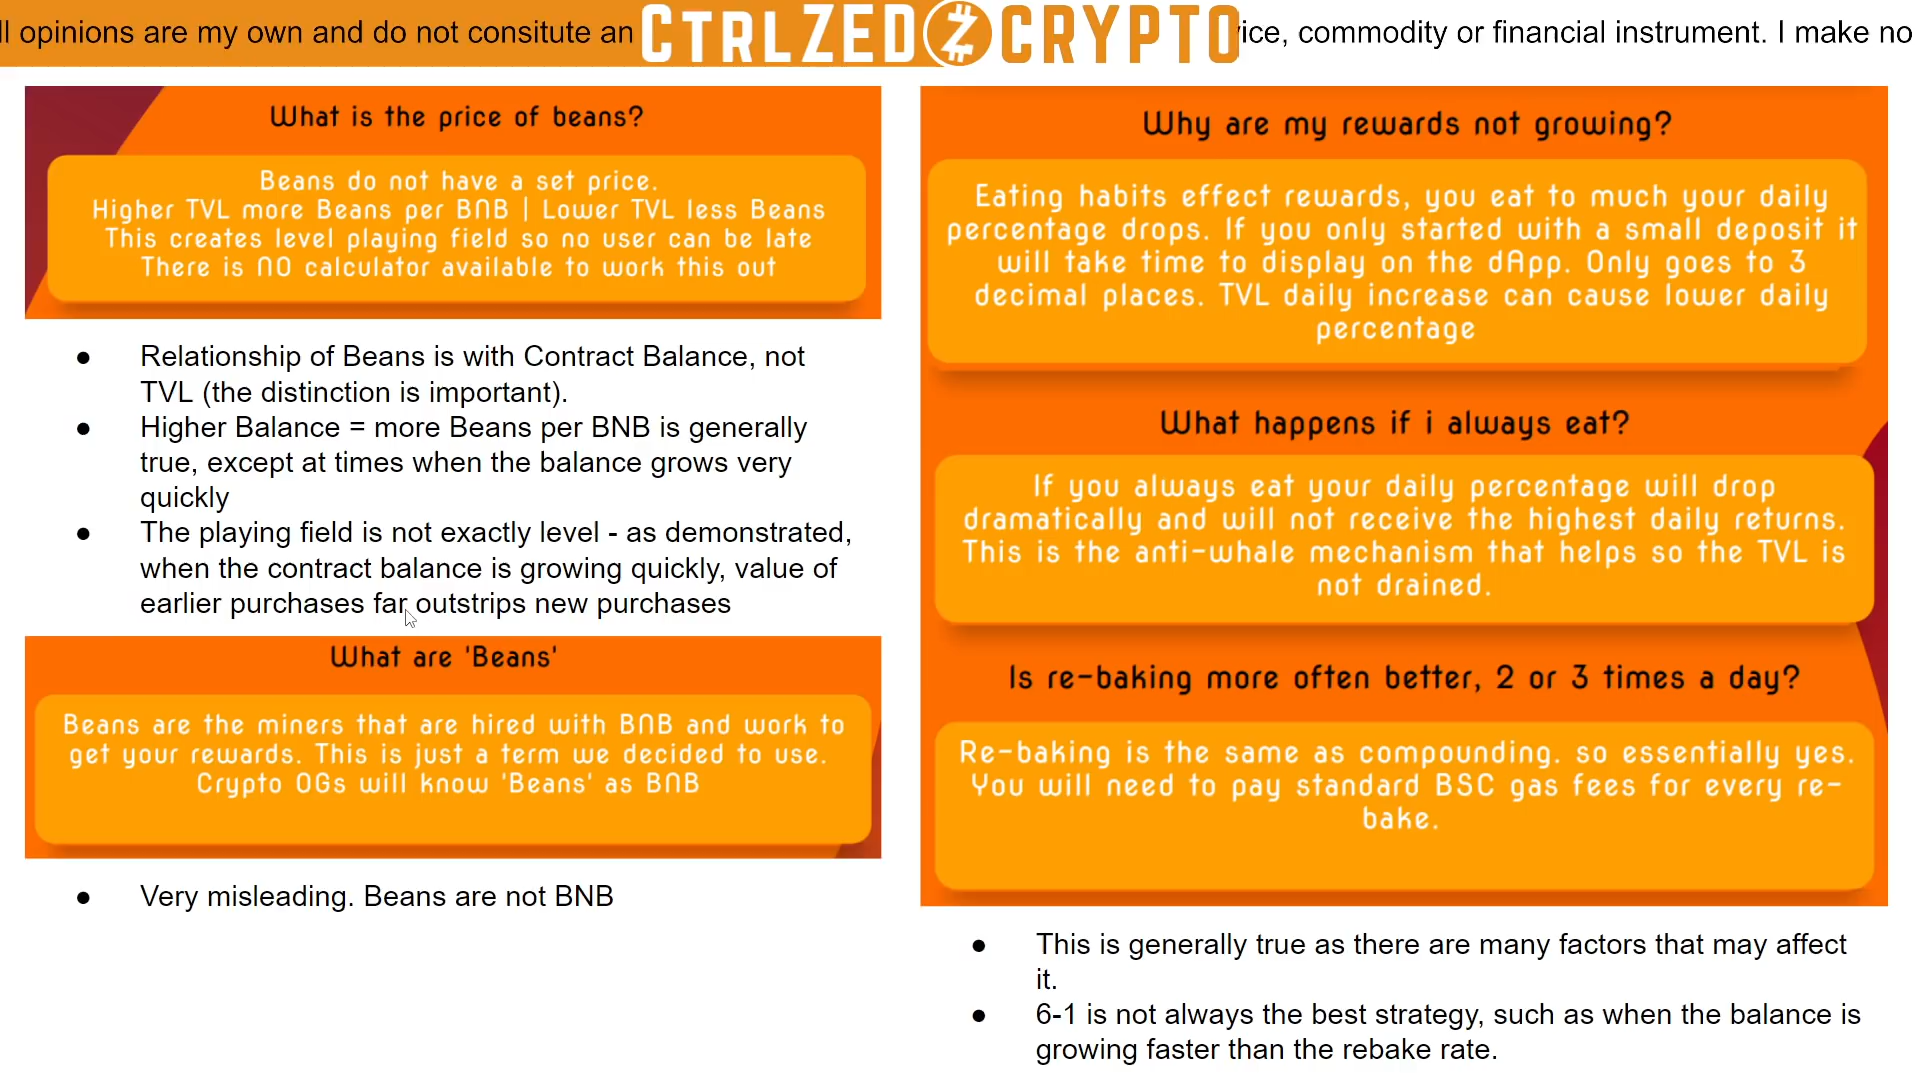 ll opinions are my own and do not consitute an CTRLZED CRYPTO ice, commodity or financial instrument. I make no
What is the price of beans?
Beans do not have a set price.
Higher TVL more Beans per BNB | Lower TVL less Beans
This creates level playing field so no user can be late
There is NO calculator available to work this out
● Relationship of Beans is with Contract Balance, not
TVL (the distinction is important).
● Higher Balance = more Beans per BNB is generally
true, except at times when the balance grows very
quickly
● The playing field is not exactly level - as demonstrated,
when the contract balance is growing quickly, value of
earlier purchases far outstrips new purchases
What are 'Beans'
Beans are the miners that are hired with BNB and work to
get your rewards. This is just a term we decided to use.
Crypto OGs will know 'Beans' as BNB
● Very misleading. Beans are not BNB
Why are my rewards not growing?
Eating habits effect rewards, you eat to much your daily
percentage drops. If you only started with a small deposit it
will take time to display on the dApp. Only goes to 3
decimal places. TVL daily increase can cause lower daily
percentage
What happens if i always eat?
If you always eat your daily percentage will drop
dramatically and will not receive the highest daily returns.
This is the anti-whale mechanism that helps so the TVL is
not drained.
Is re-baking more often better, 2 or 3 times a day?
Re-baking is the same as compounding. so essentially yes.
You will need to pay standard BSC gas fees for every re-
bake.
● This is generally true as there are many factors that may affect
it.
● 6-1 is not always the best strategy, such as when the balance is
growing faster than the rebake rate.